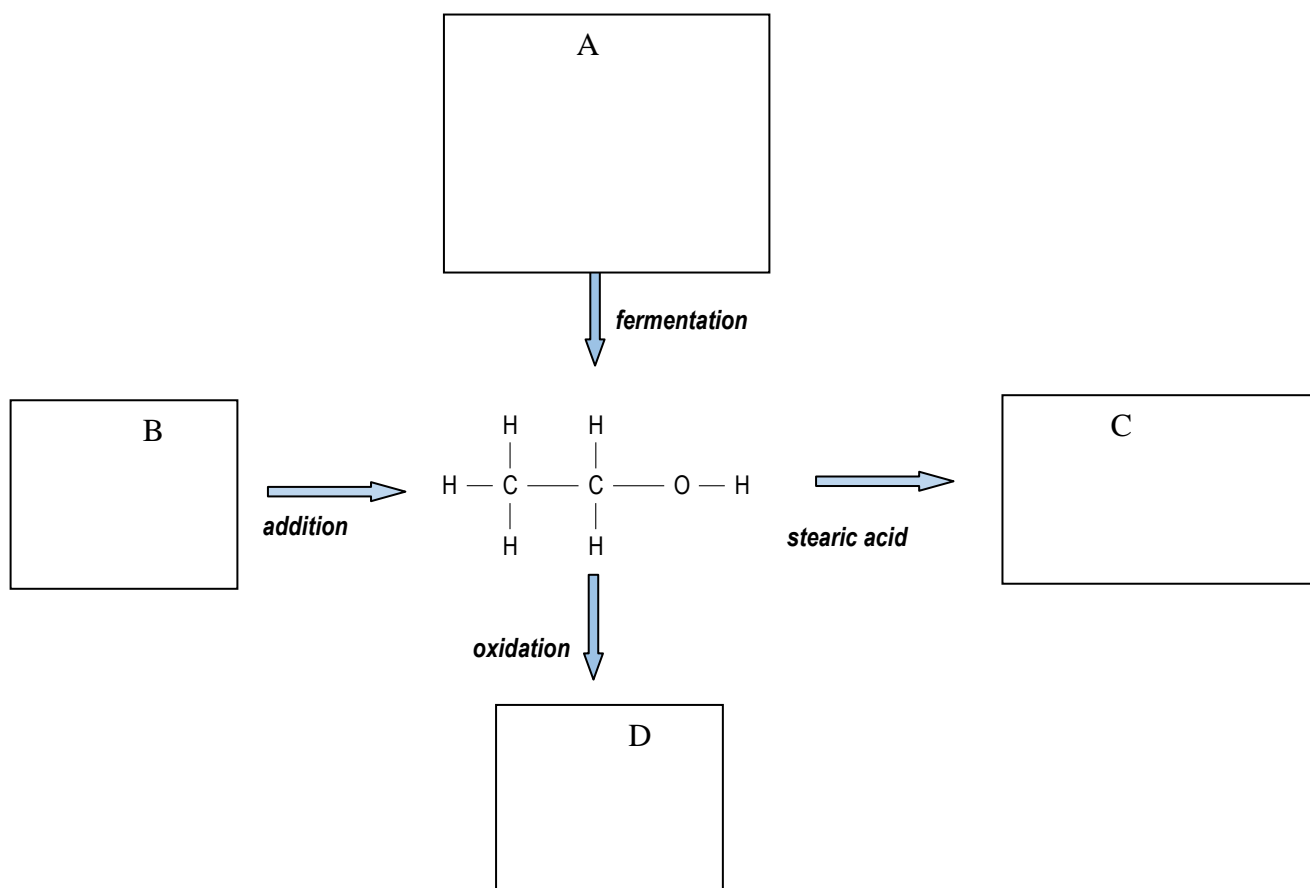 A
fermentation
B
H H
H C C O H
H H
addition
C
stearic acid
oxidation
D